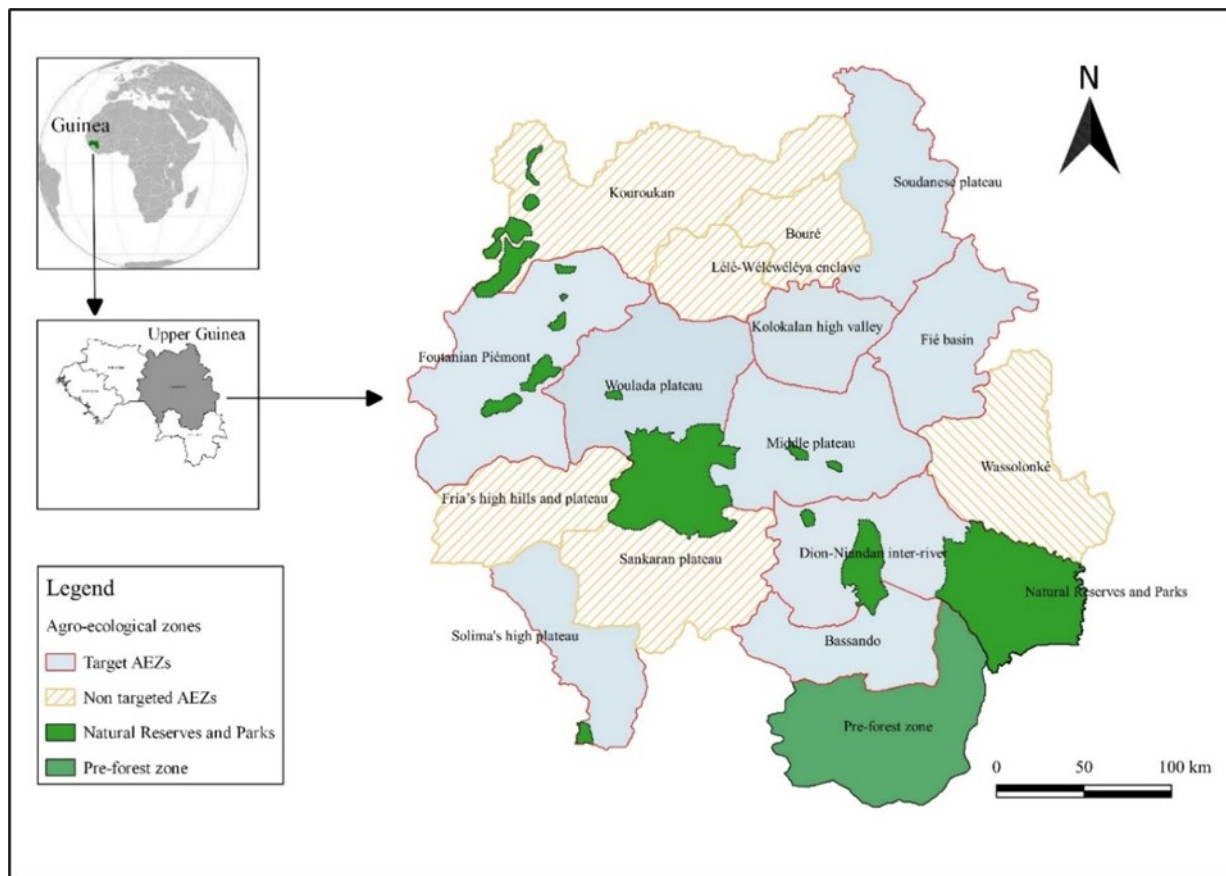 Guinea
Upper Guinea
N
Kouroukan
Soudanese plateau
Bouré
Lélé-Wéléwéléya enclave
Kolokalan high valley
Fié basin
Foutanian Piémont
Woulada plateau
Middle plateau
Wassolonké
Fria's high hills and plateau
Sankaran plateau
Dion-Niandan inter-river
Natural Reserves and Parks
Solima's high plateau
Bassando
Pre-forest zone
Legend
Agro-ecological zones
Target AEZs
Non targeted AEZs
Natural Reserves and Parks
Pre-forest zone
0 50 100 km